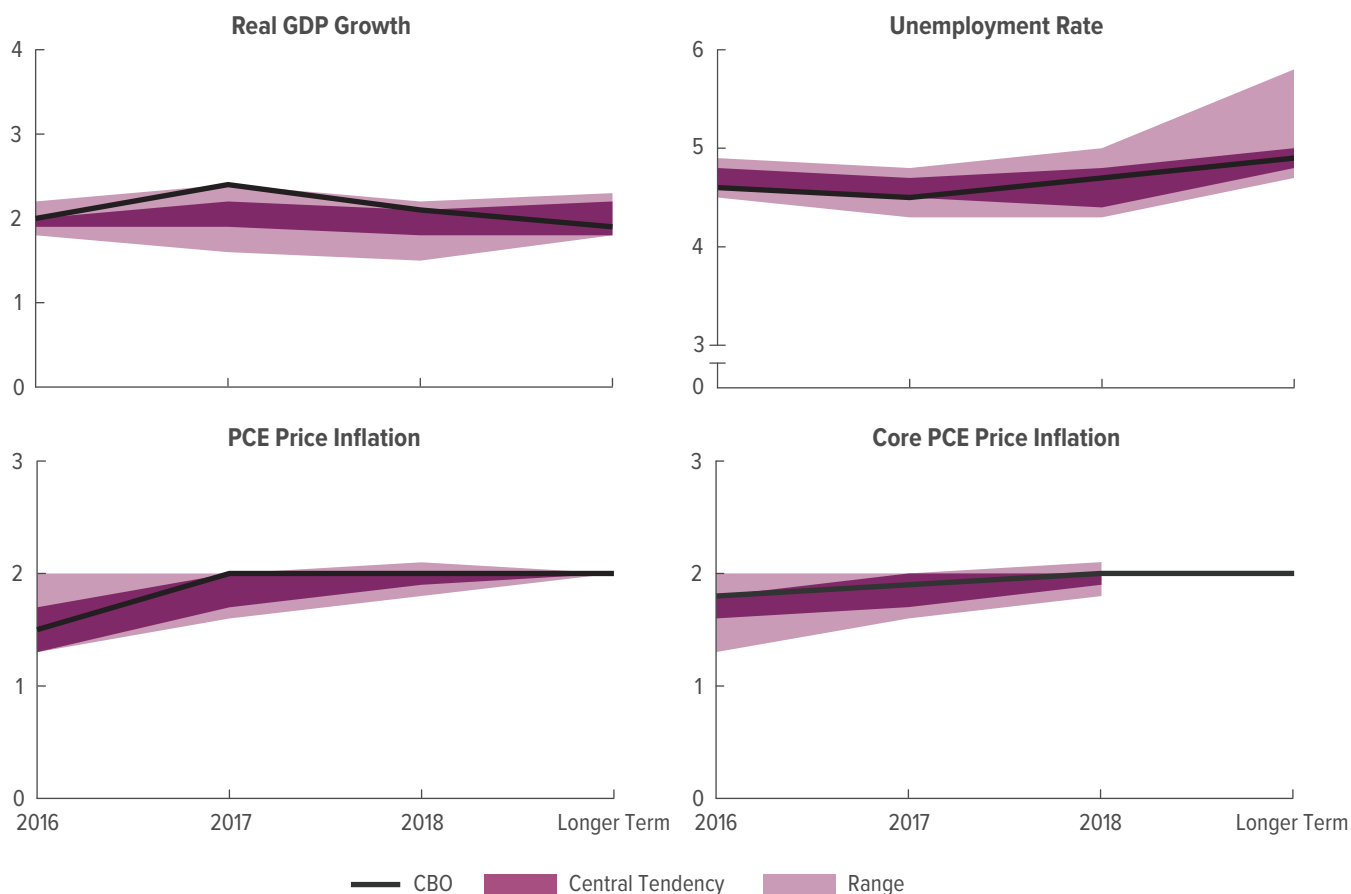 Real GDP Growth
4
3
2
1
0
Unemployment Rate
6
5
4
3
0
PCE Price Inflation
3
2
1
0
2016 2017 2018 Longer Term
Core PCE Price Inflation
3
2
1
0
2016 2017 2018 Longer Term
CBO Central Tendency Range